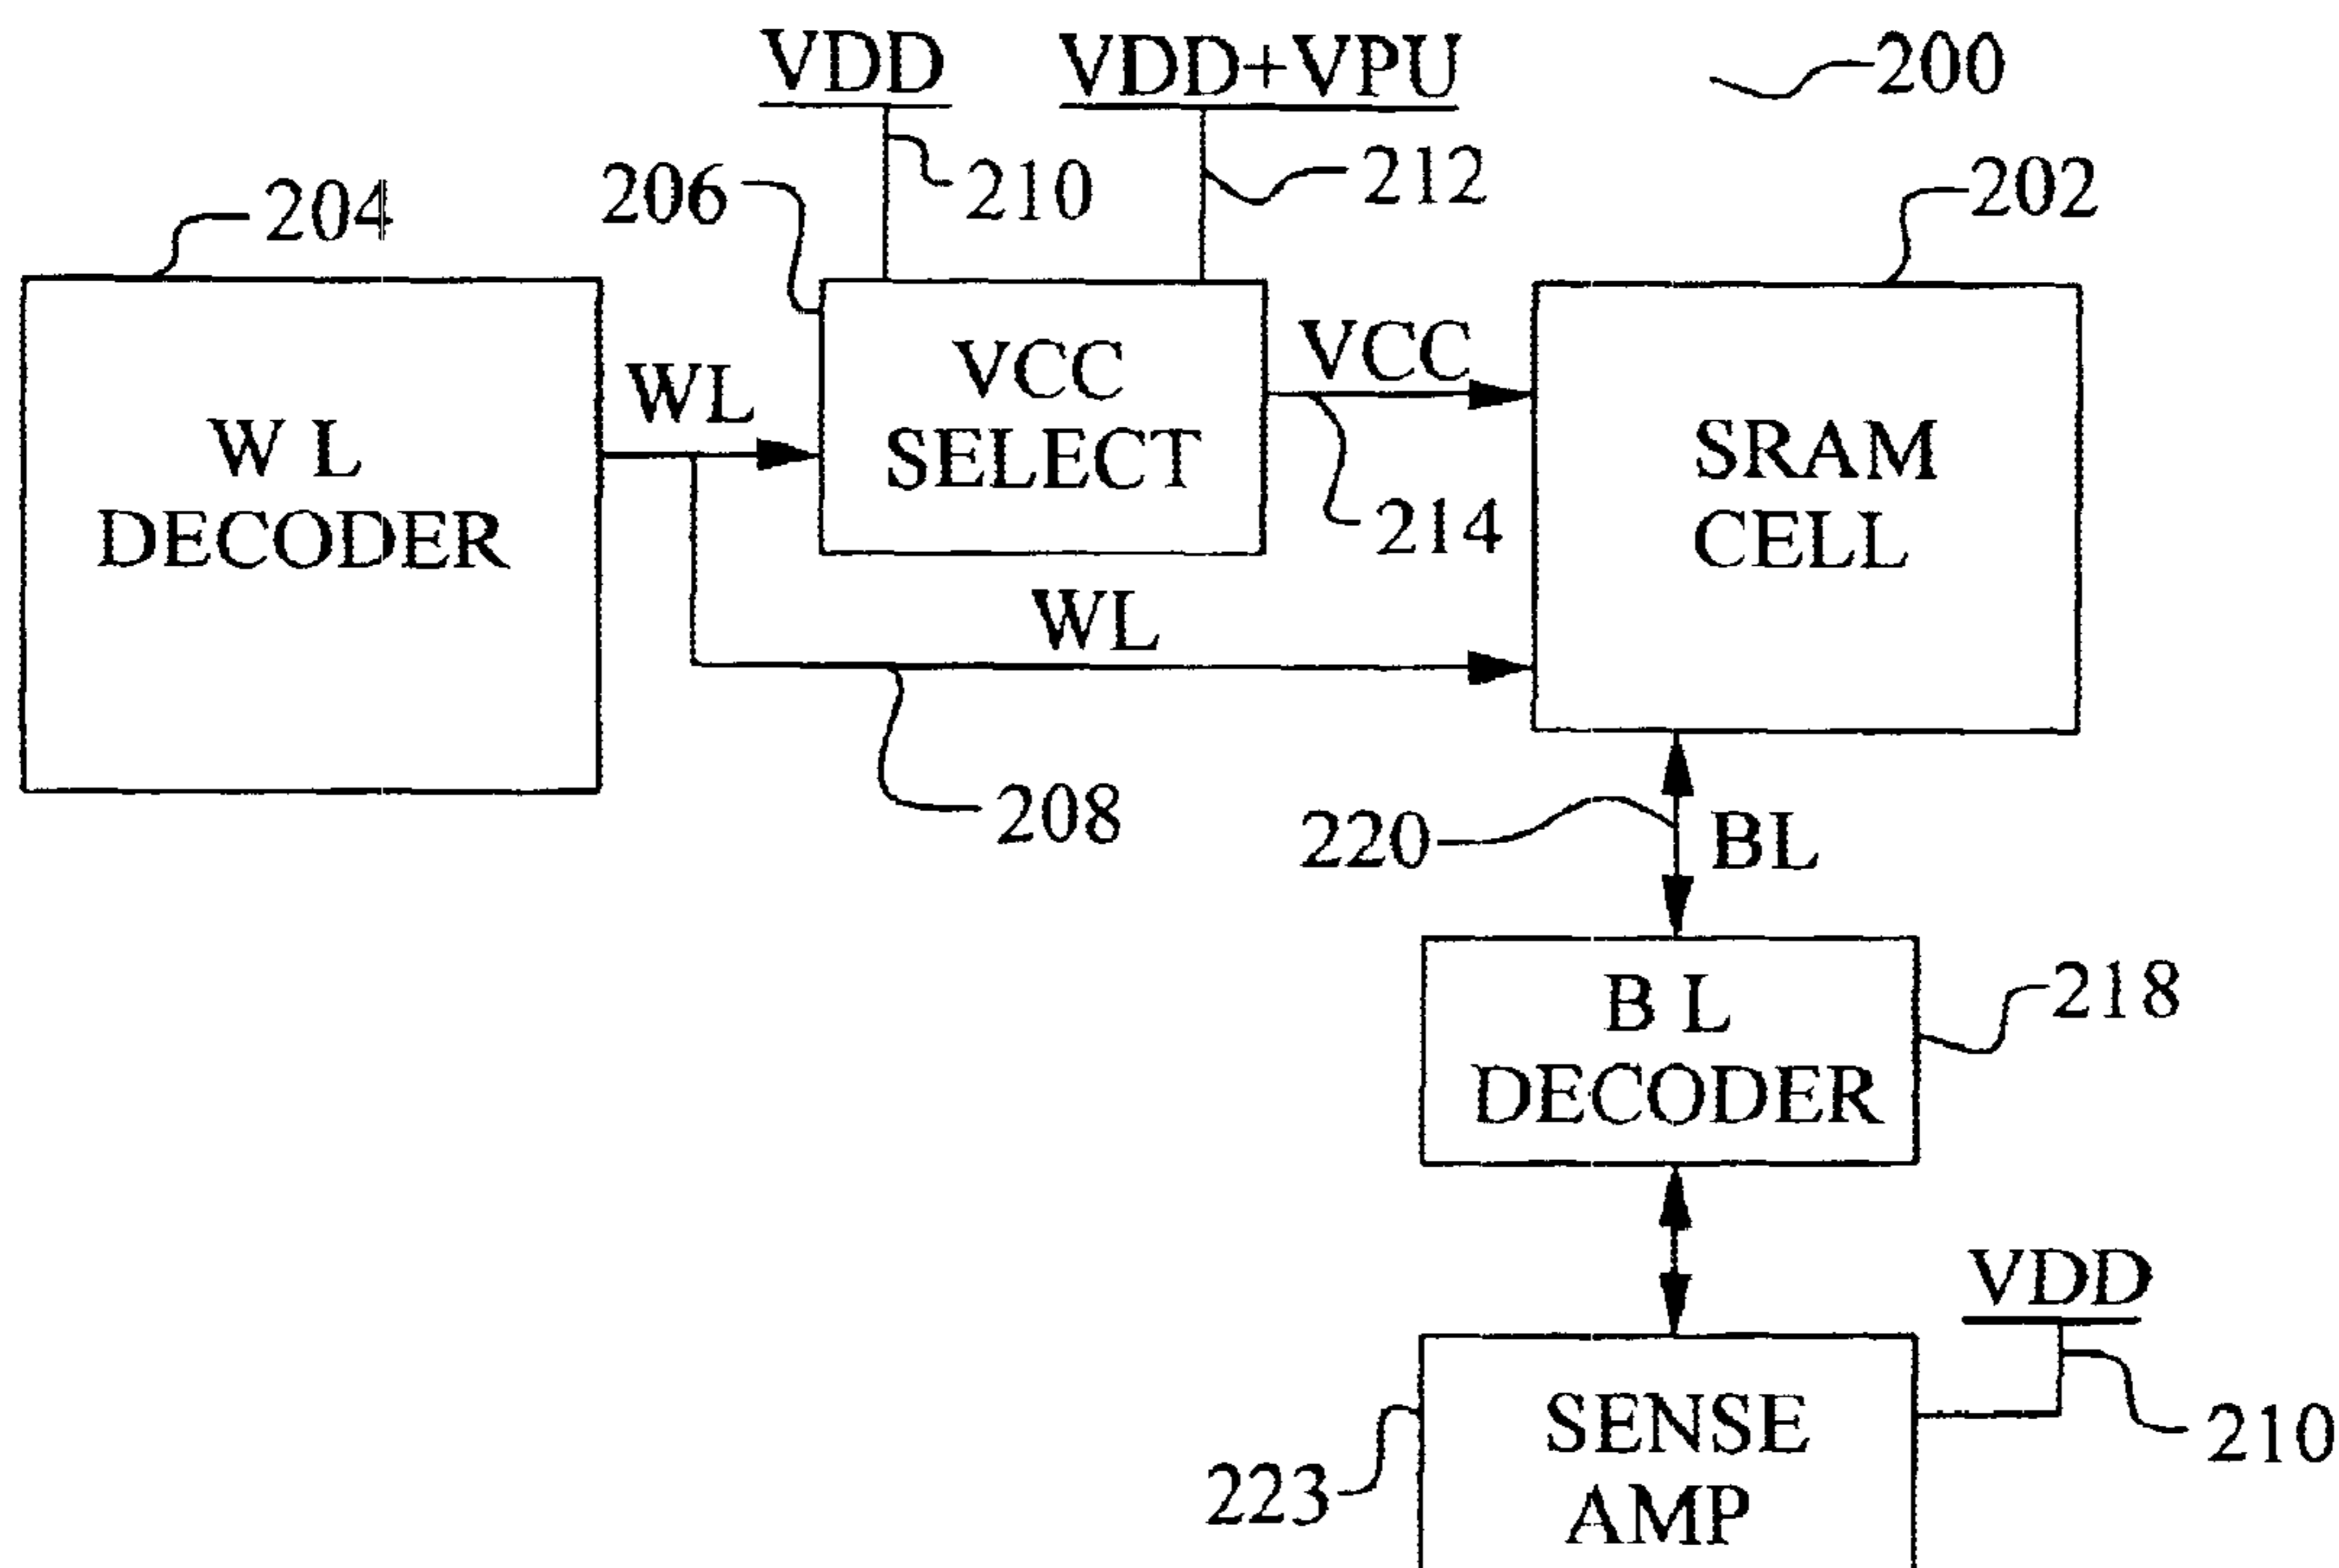 VDD
VDD+VPU
200
210
212
206
202
204
W L
DECODER
WL
VCC
SELECT
VCC
214
SRAM
CELL
WL
208
220
BL
B L
DECODER
218
VDD
210
223
SENSE
AMP